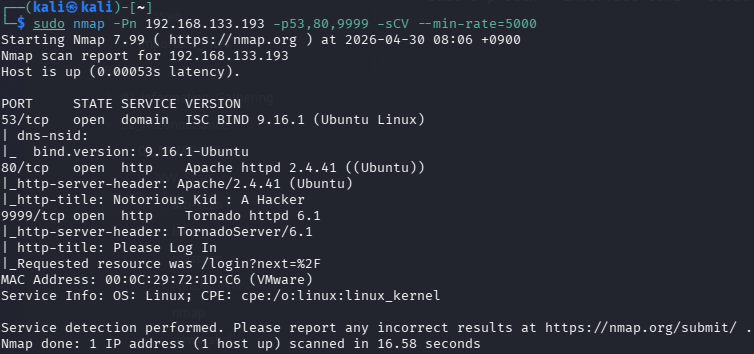 ┌──(kali㉿kali)-[~]
└─$ sudo nmap -Pn 192.168.133.193 -p53,80,9999 -sCV --min-rate=5000
Starting Nmap 7.99 ( https://nmap.org ) at 2026-04-30 08:06 +0900
Nmap scan report for 192.168.133.193
Host is up (0.00053s latency).

PORT     STATE SERVICE VERSION
53/tcp   open  domain  ISC BIND 9.16.1 (Ubuntu Linux)
| dns-nsid:
|_  bind.version: 9.16.1-Ubuntu
80/tcp   open  http    Apache httpd 2.4.41 ((Ubuntu))
|_http-server-header: Apache/2.4.41 (Ubuntu)
|_http-title: Notorious Kid : A Hacker
9999/tcp open  http    Tornado httpd 6.1
|_http-server-header: TornadoServer/6.1
| http-title: Please Log In
|_Requested resource was /login?next=%2F
MAC Address: 00:0C:29:72:1D:C6 (VMware)
Service Info: OS: Linux; CPE: cpe:/o:linux:linux_kernel

Service detection performed. Please report any incorrect results at https://nmap.org/submit/ .
Nmap done: 1 IP address (1 host up) scanned in 16.58 seconds